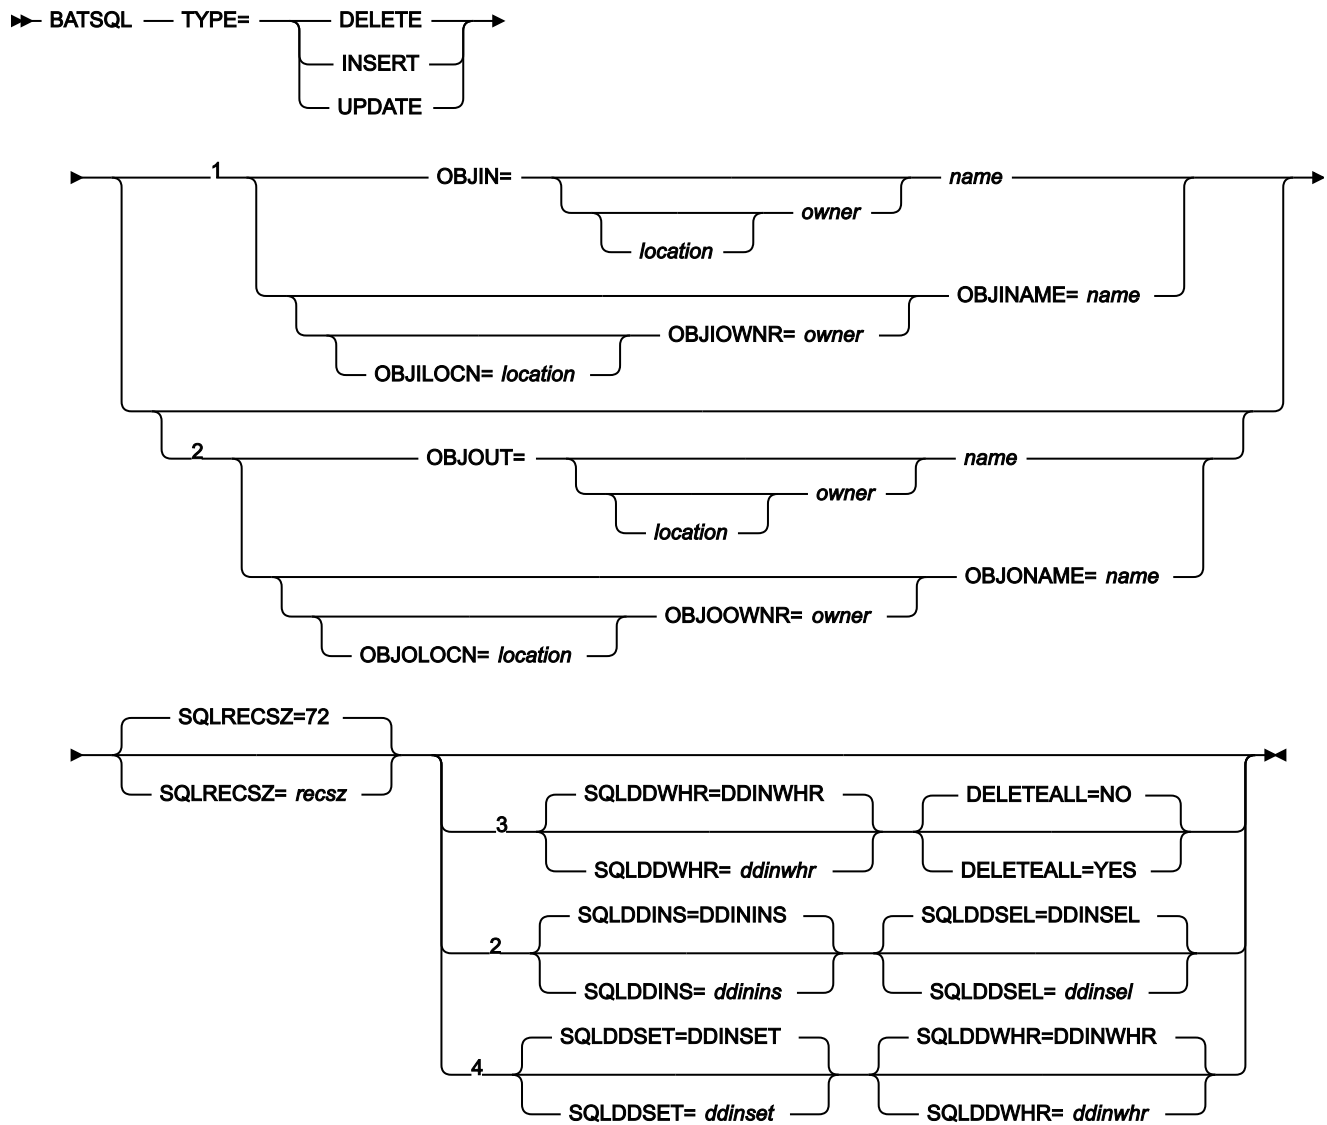 BATSQL TYPE= DELETE
INSERT
UPDATE
1 OBJIN= name
owner
location
OBJINAME= name
OBJIOWNR= owner
OBJILOCN= location
2 OBJOUT= name
owner
location
OBJONAME= name
OBJOOWNR= owner
OBJOLOCN= location
SQLRECSZ=72
SQLRECSZ= recsz
SQLDDWHR=DDINWHR DELETEALL=NO
3
SQLDDWHR= ddinwhr DELETEALL=YES
SQLDDINS=DDININS SQLDDSEL=DDINSEL
2
SQLDDINS= ddinins SQLDDSEL= ddinsel
SQLDDSET=DDINSET SQLDDWHR=DDINWHR
4
SQLDDSET= ddinset SQLDDWHR= ddinwhr